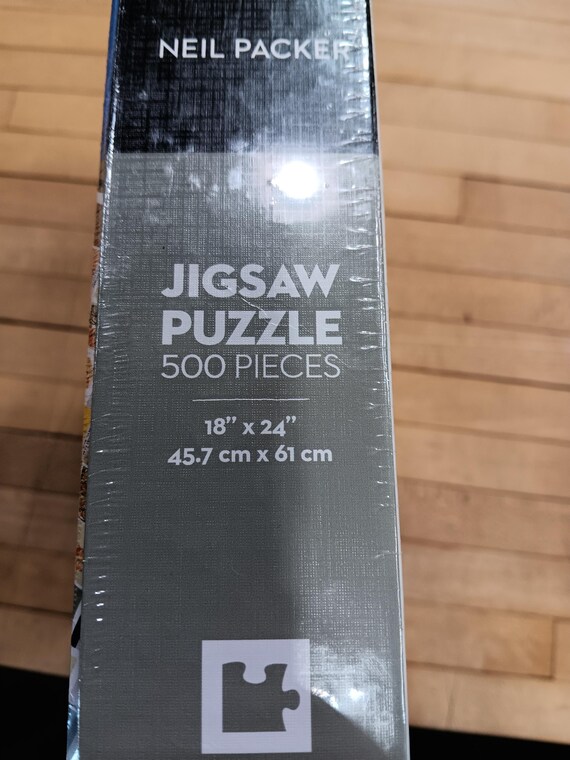 NEIL PACKER
JIGSAW
PUZZLE
500 PIECES
18” x 24”
45.7 cm x 61 cm